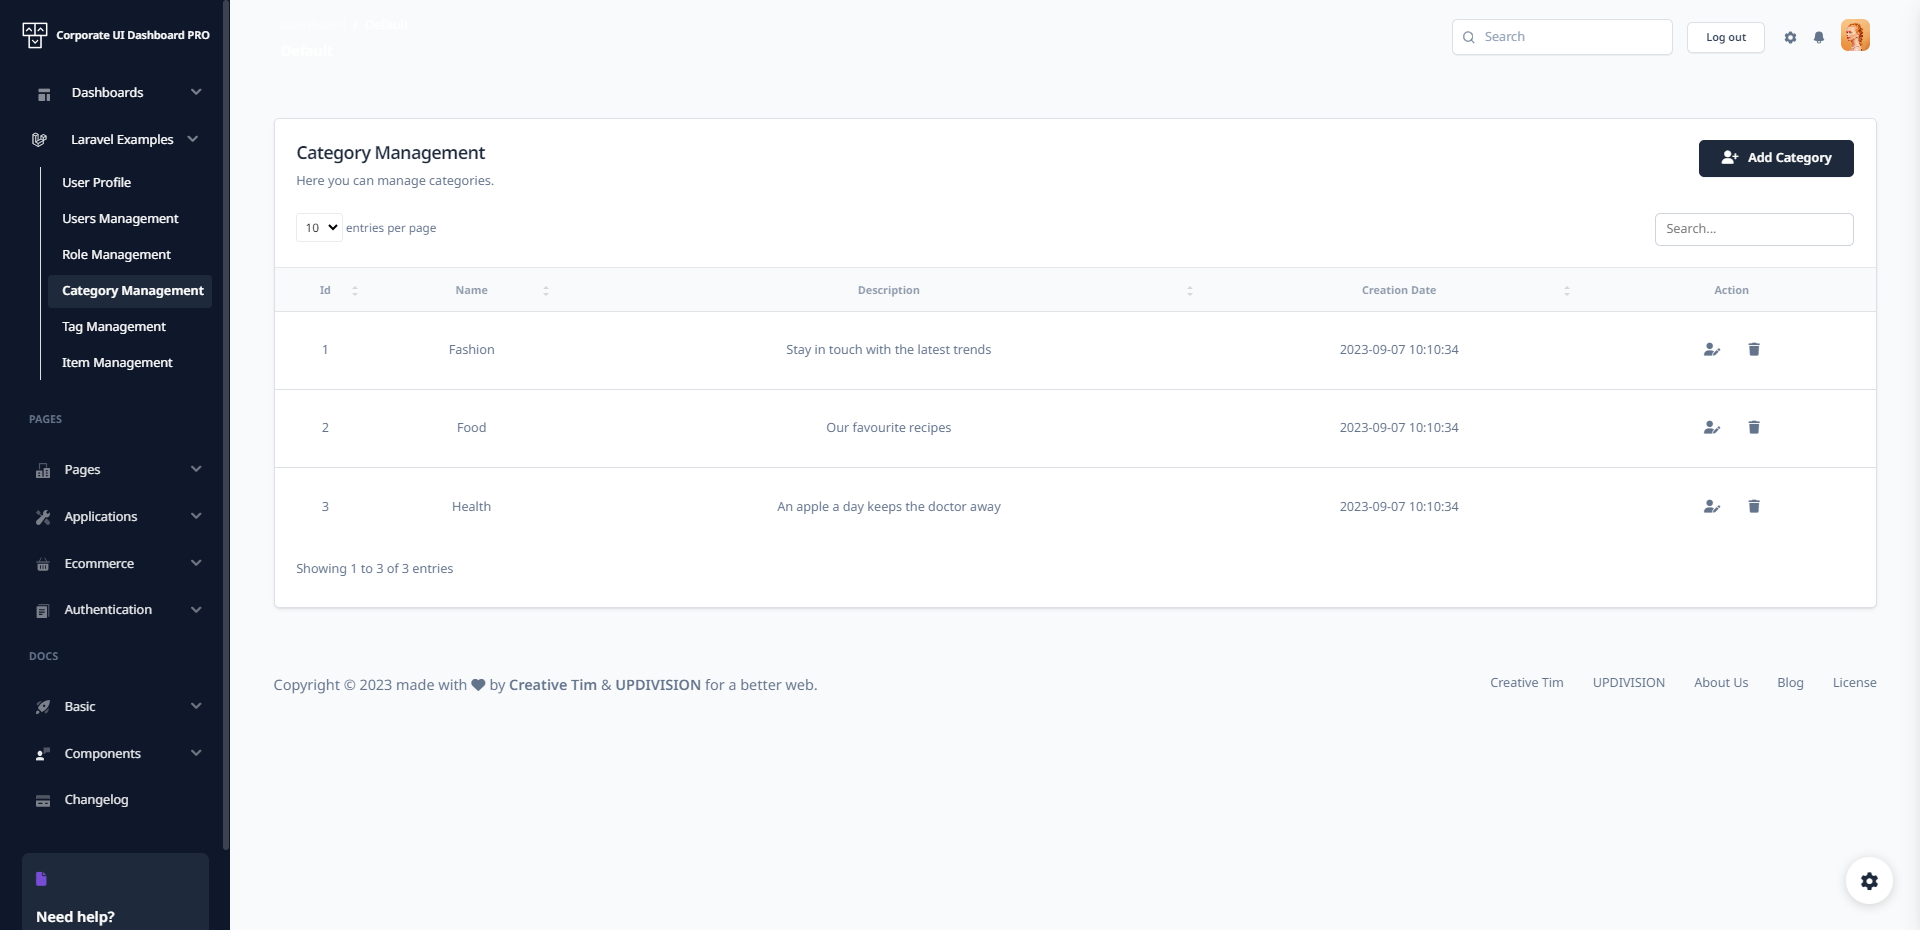 Corporate UI Dashboard PRO
Dashboards
Laravel Examples
User Profile
Users Management
Role Management
Category Management
Tag Management
Item Management
PAGES
Pages
Applications
Ecommerce
Authentication
DOCS
Basic
Components
Changelog
Need help?
/ Default
Default
Search
Log out
Category Management
Here you can manage categories.
Add Category
10 entries per page
Search...
Id Name Description Creation Date Action
1 Fashion Stay in touch with the latest trends 2023-09-07 10:10:34
2 Food Our favourite recipes 2023-09-07 10:10:34
3 Health An apple a day keeps the doctor away 2023-09-07 10:10:34
Showing 1 to 3 of 3 entries
Copyright © 2023 made with ♥ by Creative Tim & UPDIVISION for a better web.
Creative Tim UPDIVISION About Us Blog License